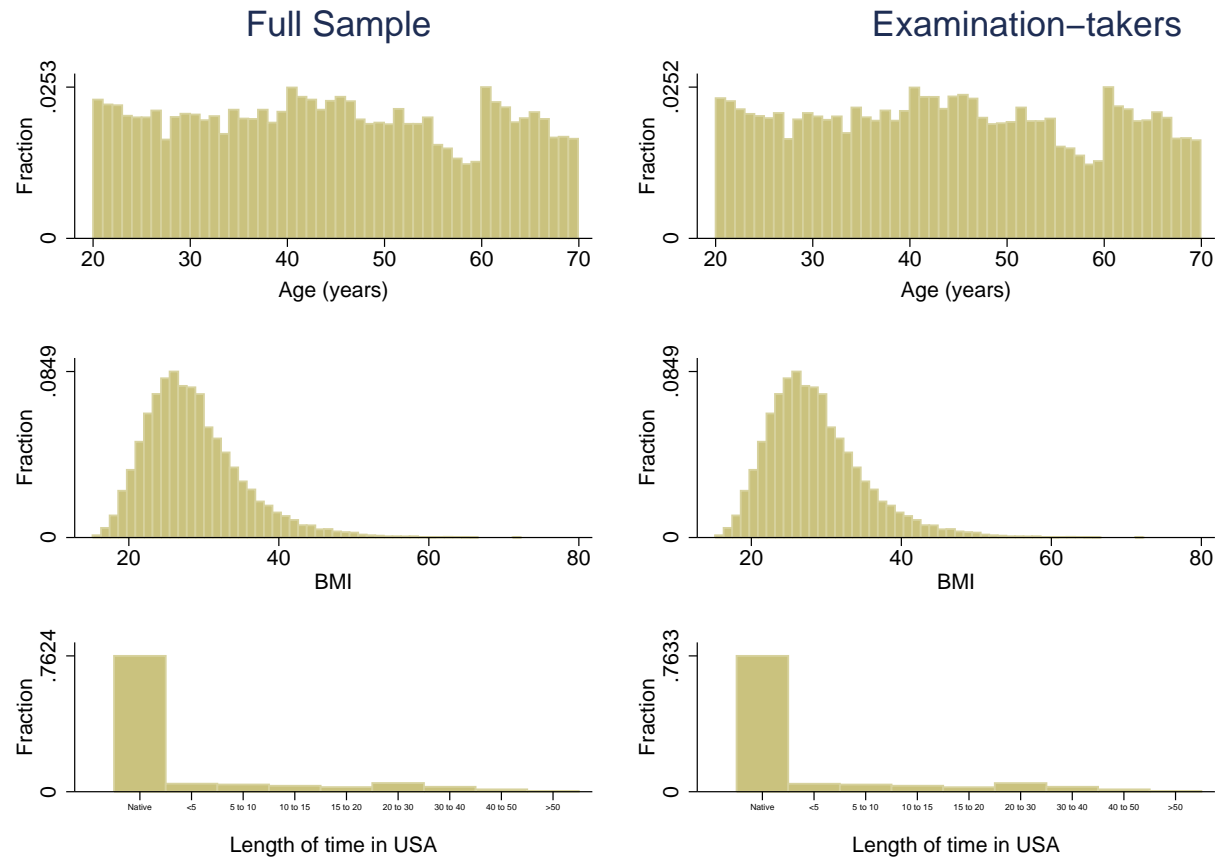 Full Sample
Examination−takers
.0253
0
Fraction
20 30 40 50 60 70
Age (years)
.0252
0
Fraction
20 30 40 50 60 70
Age (years)
.0849
0
Fraction
20 40 60 80
BMI
.0849
0
Fraction
20 40 60 80
BMI
.7624
0
Fraction
Native <5 5 to 10 10 to 15 15 to 20 20 to 30 30 to 40 40 to 50 >50
Length of time in USA
.7633
0
Fraction
Native <5 5 to 10 10 to 15 15 to 20 20 to 30 30 to 40 40 to 50 >50
Length of time in USA